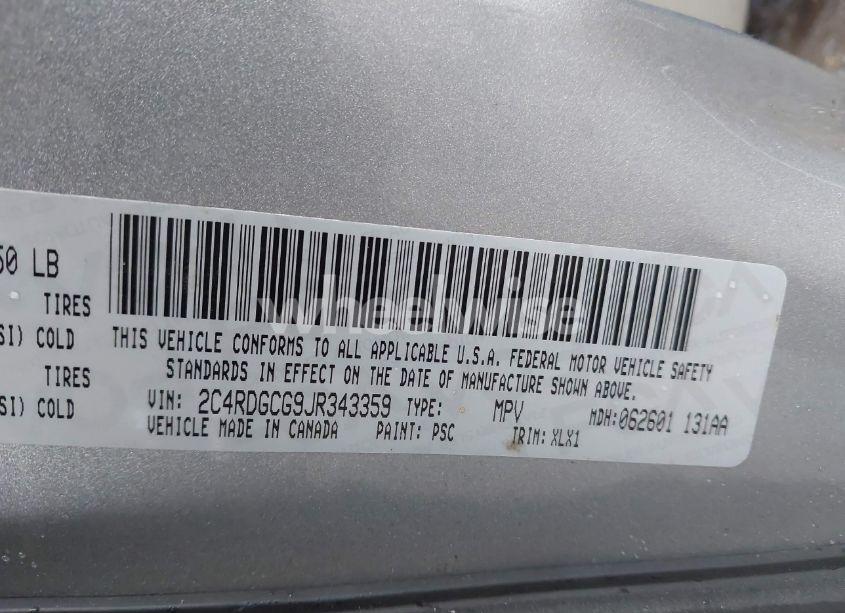 50 LB
TIRES
SI) COLD
TIRES
SI) COLD
THIS VEHICLE CONFORMS TO ALL APPLICABLE U.S.A. FEDERAL MOTOR VEHICLE SAFETY
STANDARDS IN EFFECT ON THE DATE OF MANUFACTURE SHOWN ABOVE.
VIN: 2C4RDGCG9JR343359 TYPE: MPV MDH:062601 131AA
VEHICLE MADE IN CANADA PAINT: PSC TRIM: XLX1
wheelwise